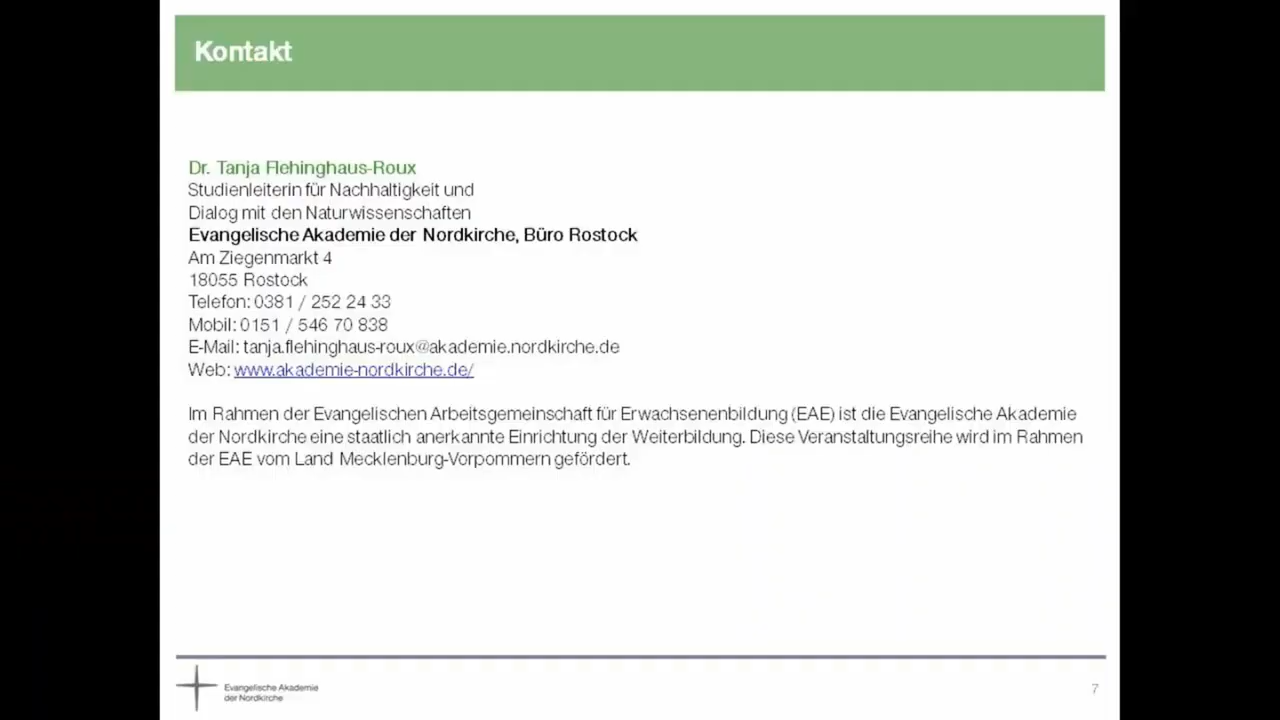 Kontakt
Dr. Tanja Flehinghaus-Roux
Studienleiterin für Nachhaltigkeit und
Dialog mit den Naturwissenschaften
Evangelische Akademie der Nordkirche, Büro Rostock
Am Ziegenmarkt 4
18055 Rostock
Telefon: 0381 / 252 24 33
Mobil: 0151 / 546 70 838
E-Mail: tanja.flehinghaus-roux@akademie.nordkirche.de
Web: www.akademie-nordkirche.de/
Im Rahmen der Evangelischen Arbeitsgemeinschaft für Erwachsenenbildung (EAE) ist die Evangelische Akademie
der Nordkirche eine staatlich anerkannte Einrichtung der Weiterbildung. Diese Veranstaltungsreihe wird im Rahmen
der EAE vom Land Mecklenburg-Vorpommern gefördert.
Evangelische Akademie
der Nordkirche
7